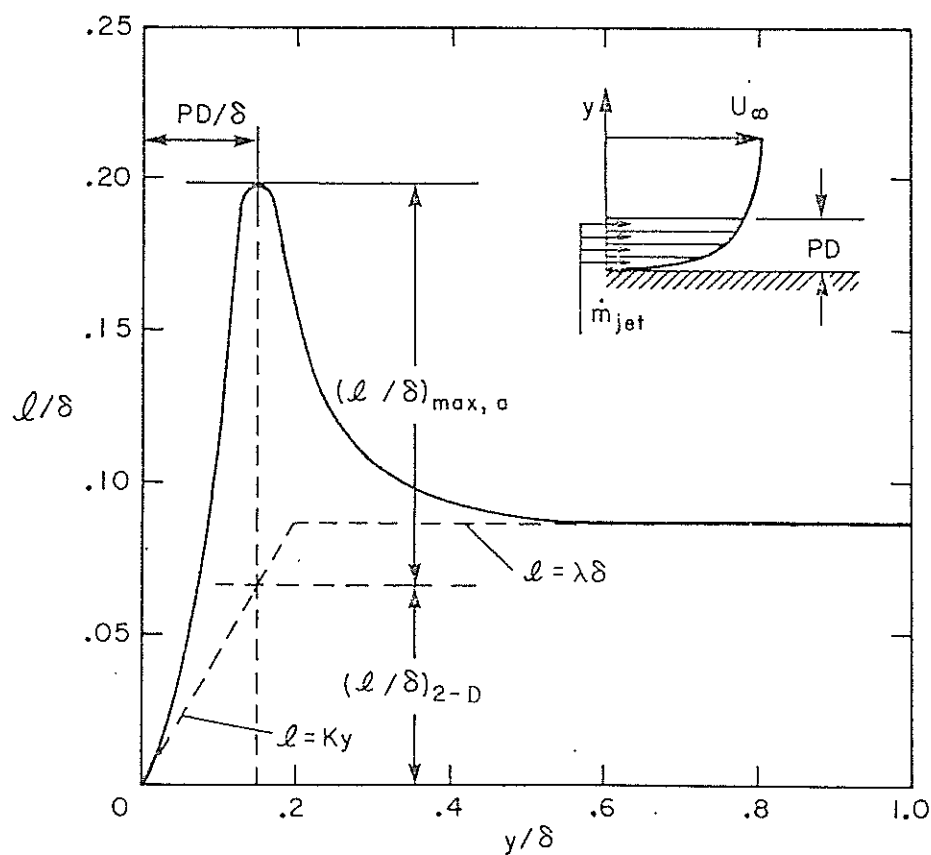 .25
PD/δ
.20
.15
ℓ/δ
.10
.05
0
.2
.4
.6
.8
1.0
y/δ
(ℓ/δ)max, a
(ℓ/δ)2-D
ℓ=Ky
ℓ=λδ
y
U∞
PD
ṁjet